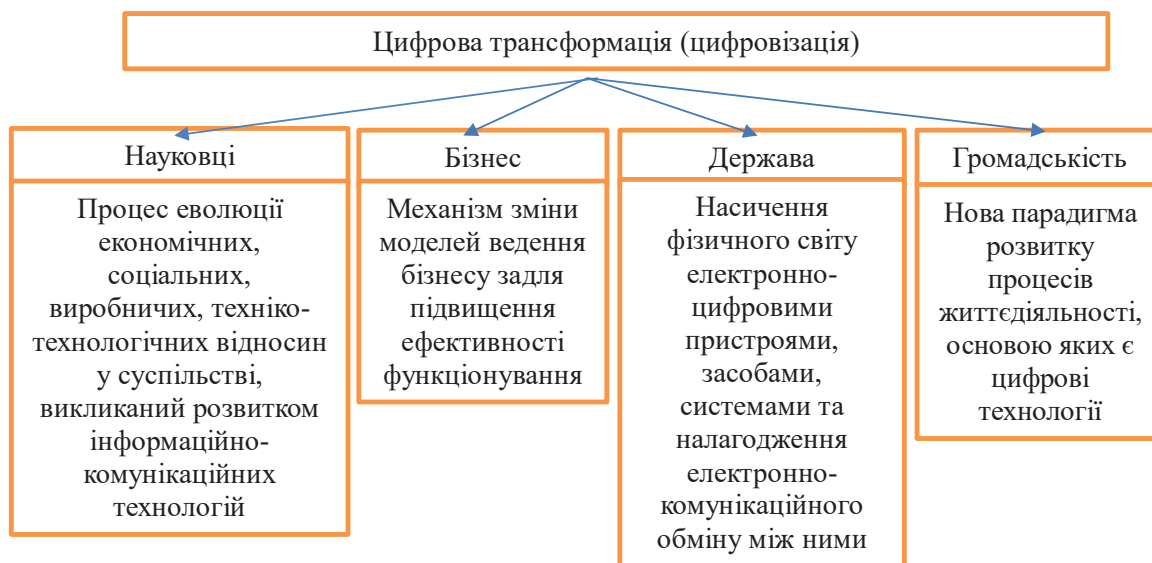 Цифрова трансформація (цифровізація)
Науковці
Процес еволюції
економічних,
соціальних,
виробничих, техніко-
технологічних відносин
у суспільстві,
викликаний розвитком
інформаційно-
комунікаційних
технологій
Бізнес
Механізм зміни
моделей ведення
бізнесу задля
підвищення
ефективності
функціонування
Держава
Насичення
фізичного світу
електронно-
цифровими
пристроями,
засобами,
системами та
налагодження
електронно-
комунікаційного
обміну між ними
Громадськість
Нова парадигма
розвитку
процесів
життєдіяльності,
основою яких є
цифрові
технології